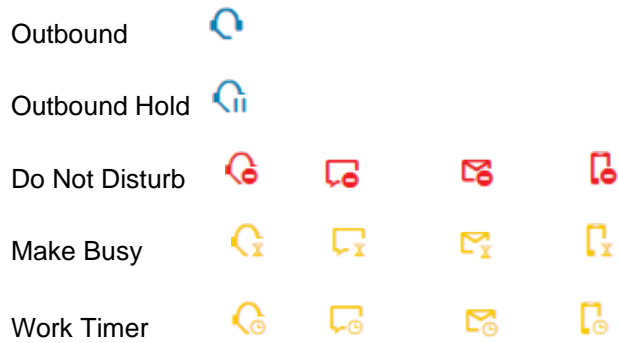 Outbound
Outbound Hold
Do Not Disturb
Make Busy
Work Timer